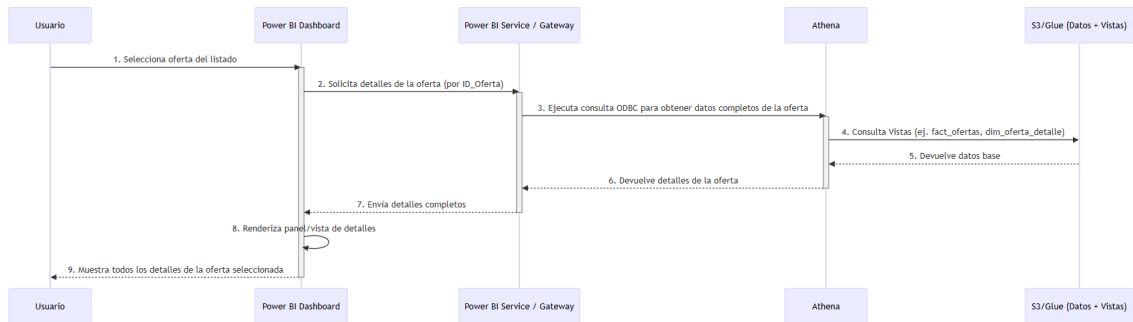 Usuario
Power BI Dashboard
Power BI Service / Gateway
Athena
S3/Glue (Datos + Vistas)
1. Selecciona oferta del listado
2. Solicita detalles de la oferta (por ID_Oferta)
3. Ejecuta consulta ODBC para obtener datos completos de la oferta
4. Consulta Vistas (ej. fact_ofertas, dim_oferta_detalle)
5. Devuelve datos base
6. Devuelve detalles de la oferta
7. Envía detalles completos
8. Renderiza panel/vista de detalles
9. Muestra todos los detalles de la oferta seleccionada
Usuario
Power BI Dashboard
Power BI Service / Gateway
Athena
S3/Glue (Datos + Vistas)